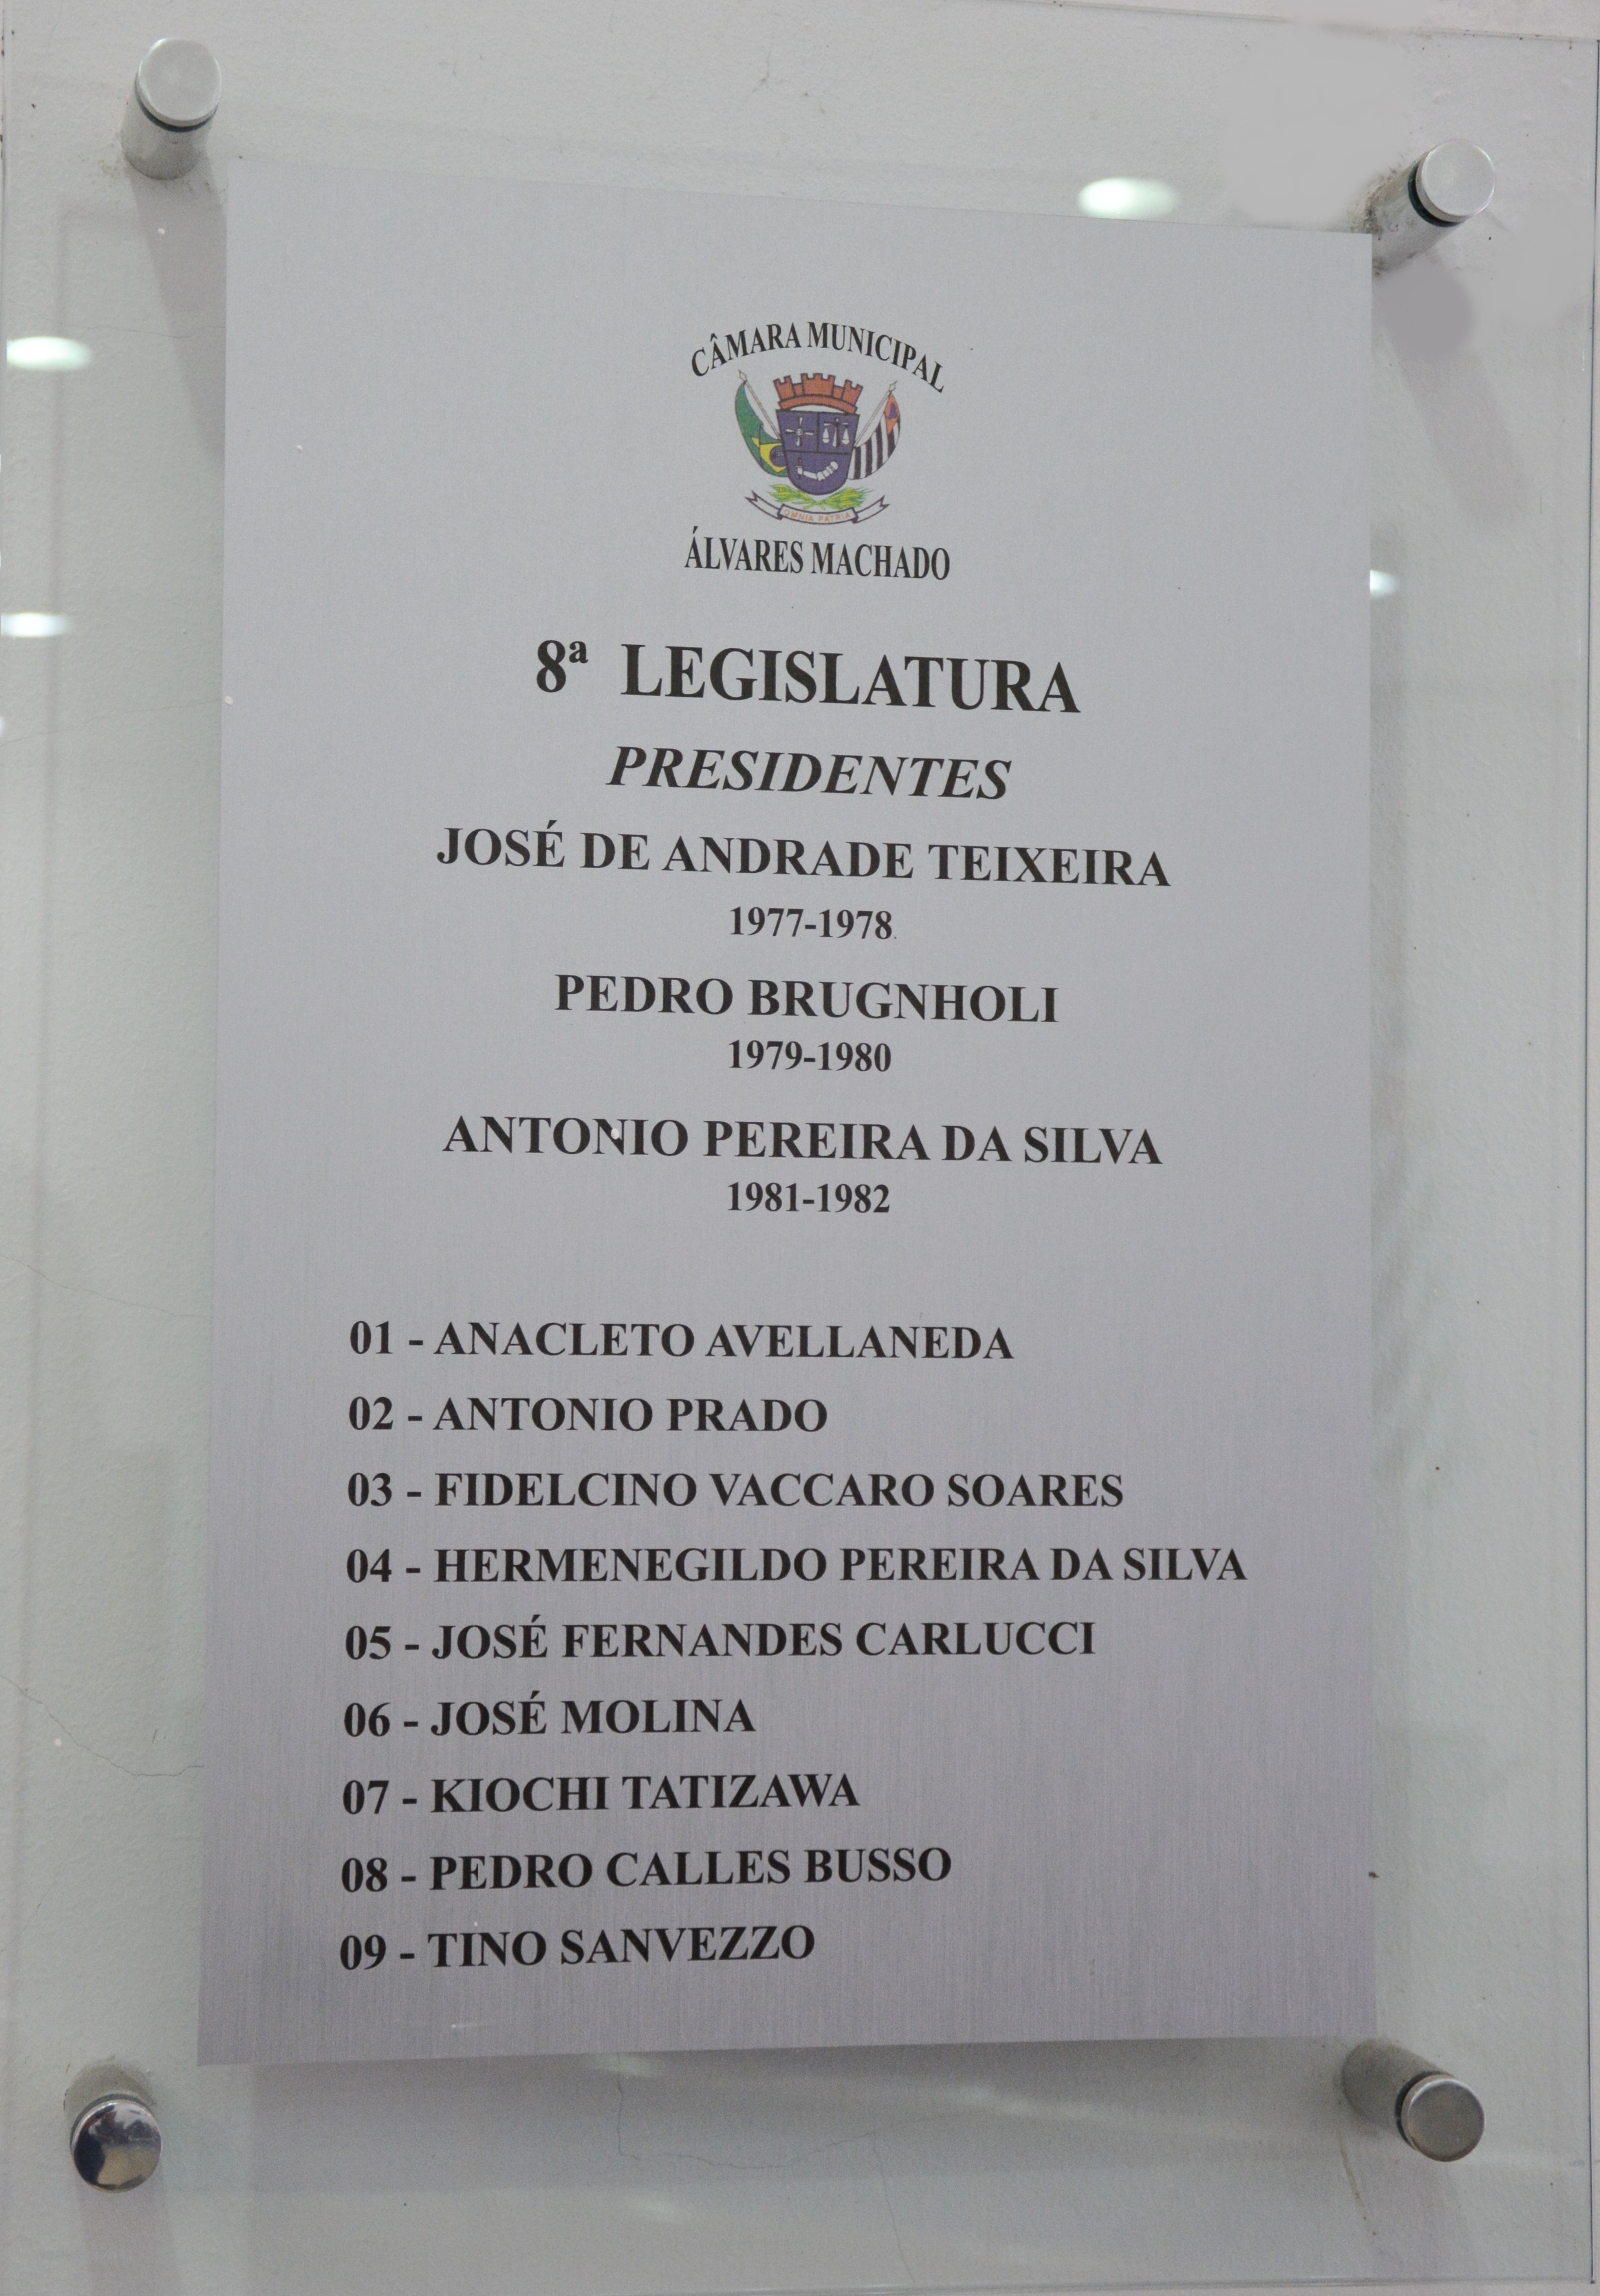 CÂMARA MUNICIPAL
OMNIA PATRIA
ÁLVARES MACHADO
8ª LEGISLATURA
PRESIDENTES
JOSÉ DE ANDRADE TEIXEIRA
1977-1978
PEDRO BRUGNHOLI
1979-1980
ANTONIO PEREIRA DA SILVA
1981-1982
01 - ANACLETO AVELLANEDA
02 - ANTONIO PRADO
03 - FIDELCINO VACCARO SOARES
04 - HERMENEGILDO PEREIRA DA SILVA
05 - JOSÉ FERNANDES CARLUCCI
06 - JOSÉ MOLINA
07 - KIOCHI TATIZAWA
08 - PEDRO CALLES BUSSO
09 - TINO SANVEZZO